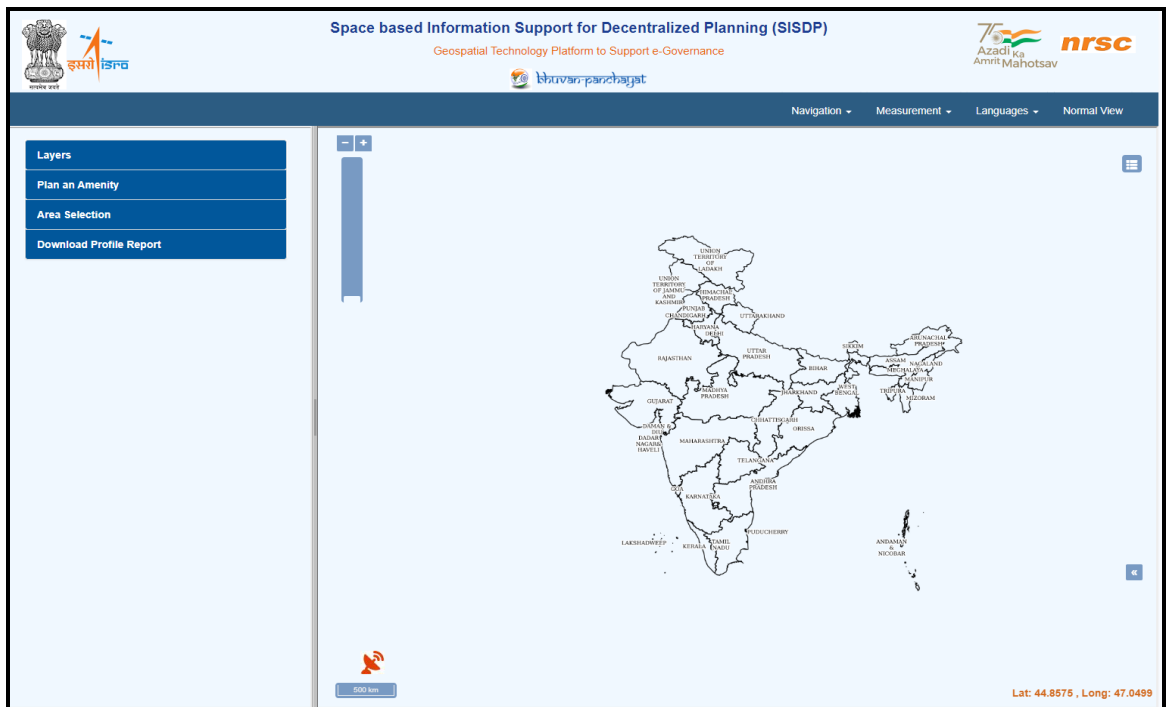 Space based Information Support for Decentralized Planning (SISDP)
Geospatial Technology Platform to Support e-Governance
bhuvan-panchayat
सत्यमेव जयते
इसरो isro
75
Azadi Ka
Amrit Mahotsav
nrsc
Navigation
Measurement
Languages
Normal View
Layers
Plan an Amenity
Area Selection
Download Profile Report
−
+
UNION
TERRITORY
OF
LADAKH
UNION
TERRITORY
OF JAMMU
AND
KASHMIR
HIMACHAL
PRADESH
PUNJAB
CHANDIGARH
UTTARAKHAND
HARYANA
DELHI
RAJASTHAN
UTTAR
PRADESH
SIKKIM
ARUNACHAL
PRADESH
ASSAM
NAGALAND
MEGHALAYA
MANIPUR
BIHAR
TRIPURA
MIZORAM
GUJARAT
MADHYA
PRADESH
JHARKHAND
WEST
BENGAL
CHHATTISGARH
ORISSA
DAMAN &
DIU
DADAR
NAGAR&
HAVELI
MAHARASHTRA
TELANGANA
ANDHRA
PRADESH
GOA
KARNATAKA
PUDUCHERRY
LAKSHADWEEP
KERALA
TAMIL
NADU
ANDAMAN
&
NICOBAR
«
500 km
Lat: 44.8575 , Long: 47.0499